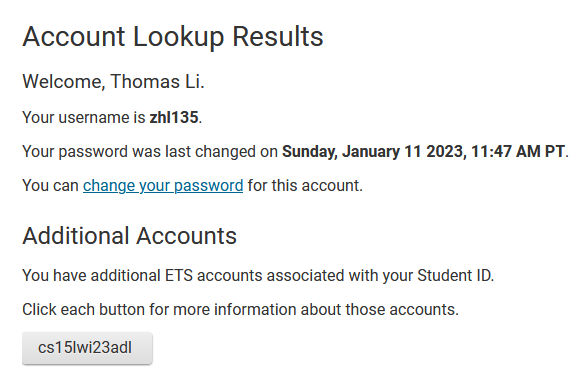 Account Lookup Results
Welcome, Thomas Li.
Your username is zhl135.
Your password was last changed on Sunday, January 11 2023, 11:47 AM PT.
You can change your password for this account.
Additional Accounts
You have additional ETS accounts associated with your Student ID.
Click each button for more information about those accounts.
cs15lwi23adl